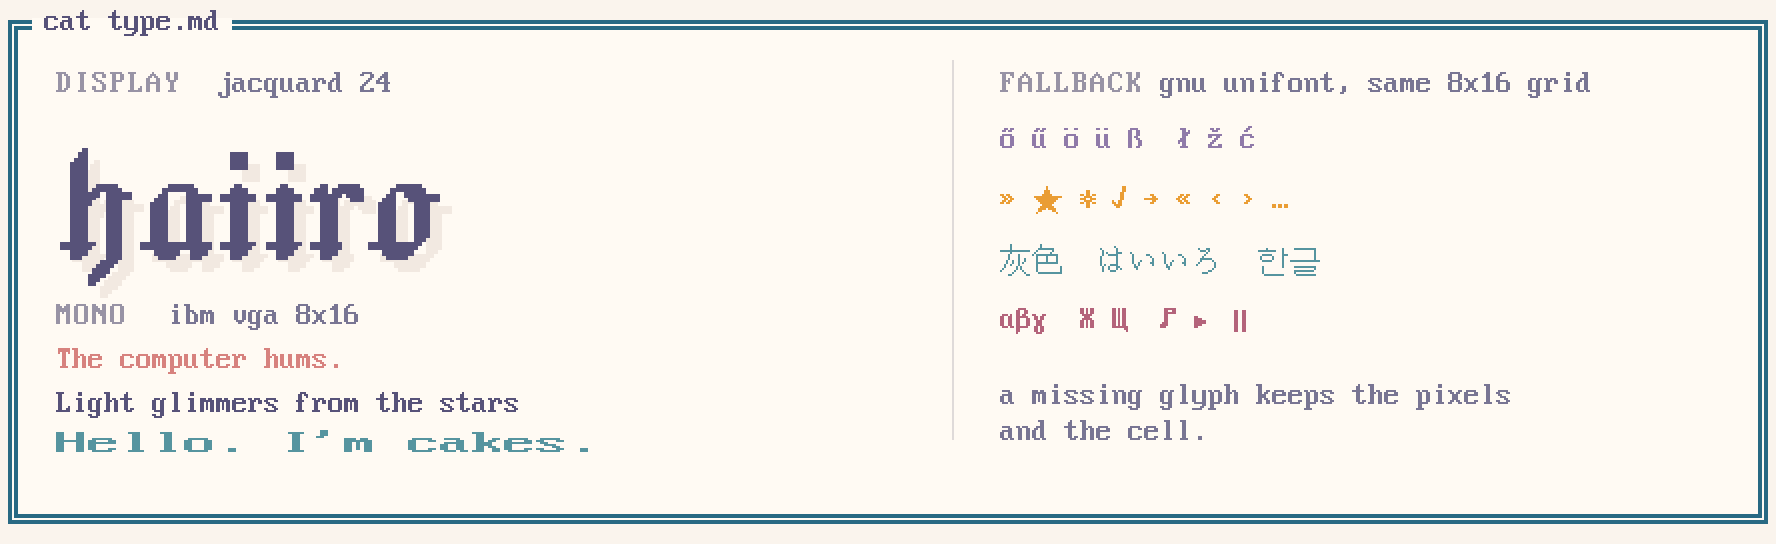 cat type.md
DISPLAY jacquard 24
haiiro
MONO ibm vga 8x16
The computer hums.
Light glimmers from the stars
Hello. I'm cakes.
FALLBACK gnu unifont, same 8x16 grid
ő ű ö ü ß ł ž ć
» ★ ☼ √ → « ‹ › …
灰色 はいいろ 한글
αβγ Ж Щ ♪ ► ‖
a missing glyph keeps the pixels
and the cell.